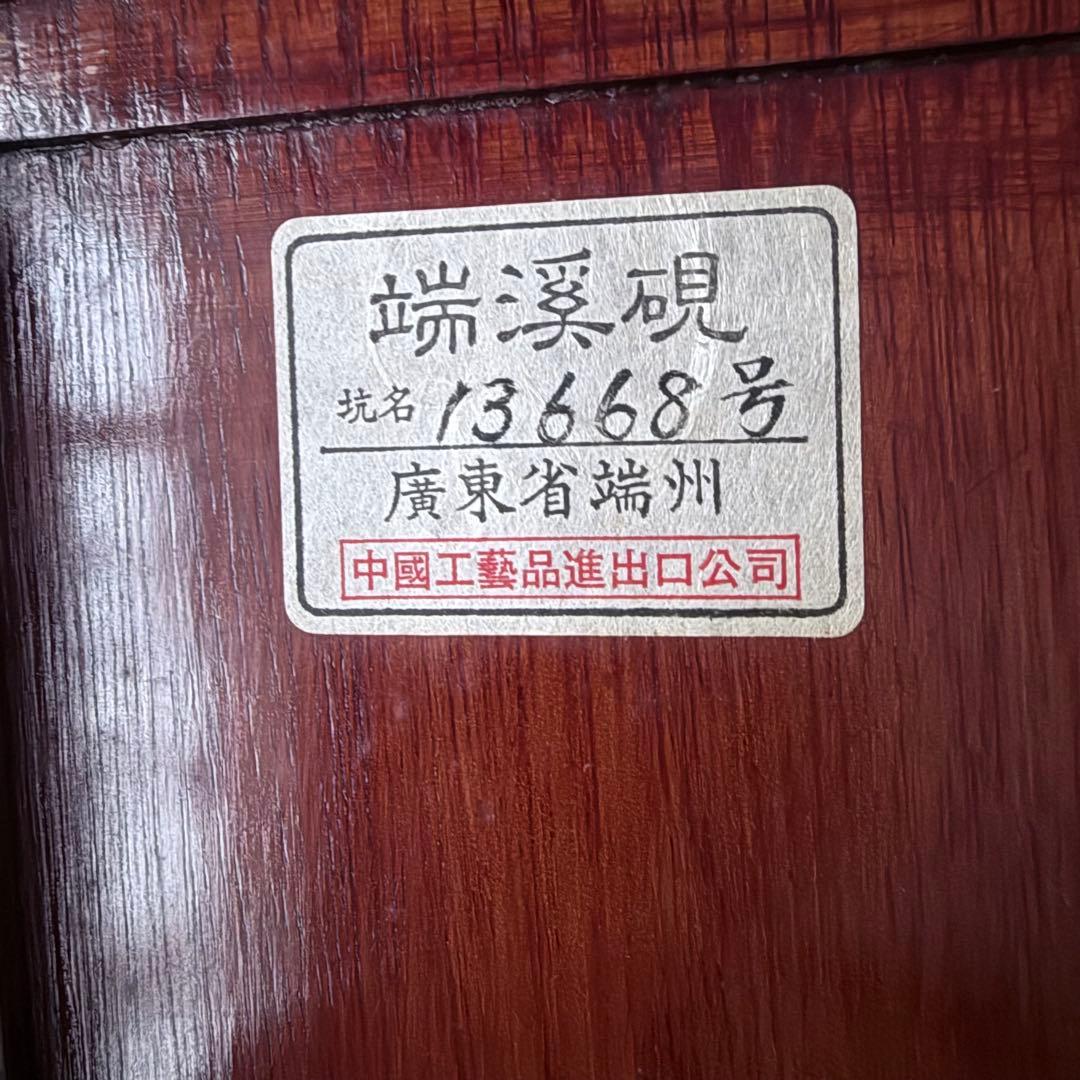 端溪硯
坑名 13668号
廣東省端州
中國工藝品進出口公司